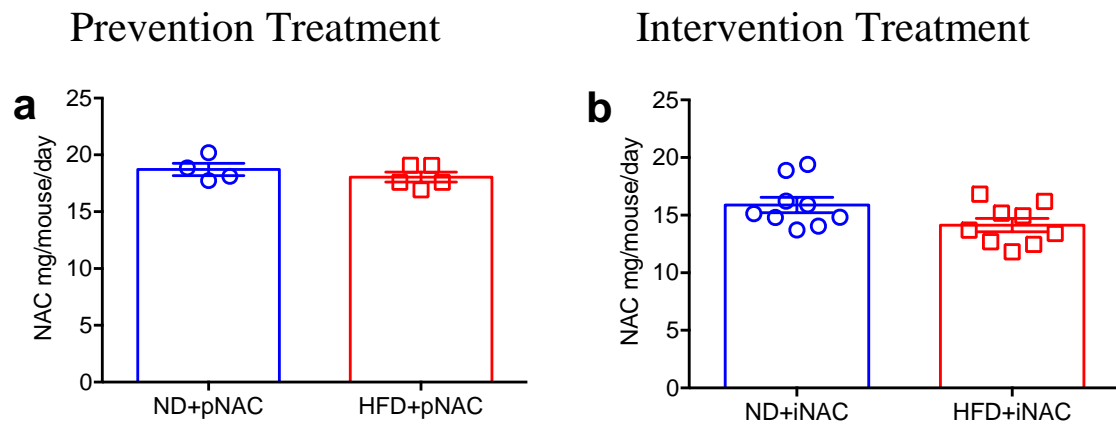 Prevention Treatment
Intervention Treatment
a
NAC mg/mouse/day
25
20
15
10
5
0
ND+pNAC
HFD+pNAC
b
NAC mg/mouse/day
25
20
15
10
5
0
ND+iNAC
HFD+iNAC